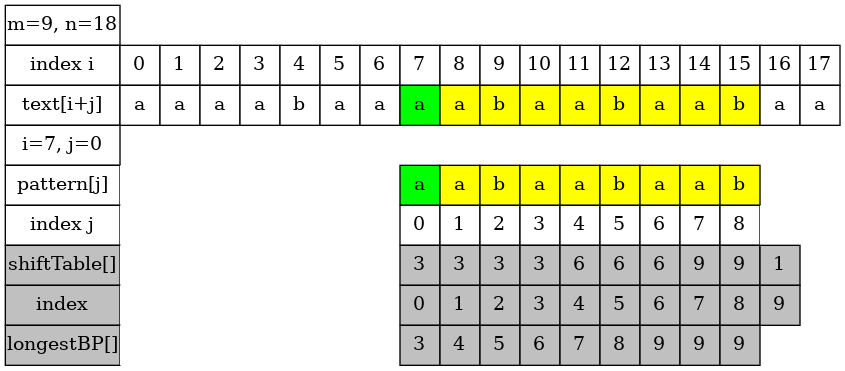 m=9, n=18
index i 0 1 2 3 4 5 6 7 8 9 10 11 12 13 14 15 16 17
text[i+j] a a a a b a a a a b a a b a a b a a
i=7, j=0
pattern[j] a a b a a b a a b
index j 0 1 2 3 4 5 6 7 8
shiftTable[] 3 3 3 3 6 6 6 9 9 1
index 0 1 2 3 4 5 6 7 8 9
longestBP[] 3 4 5 6 7 8 9 9 9